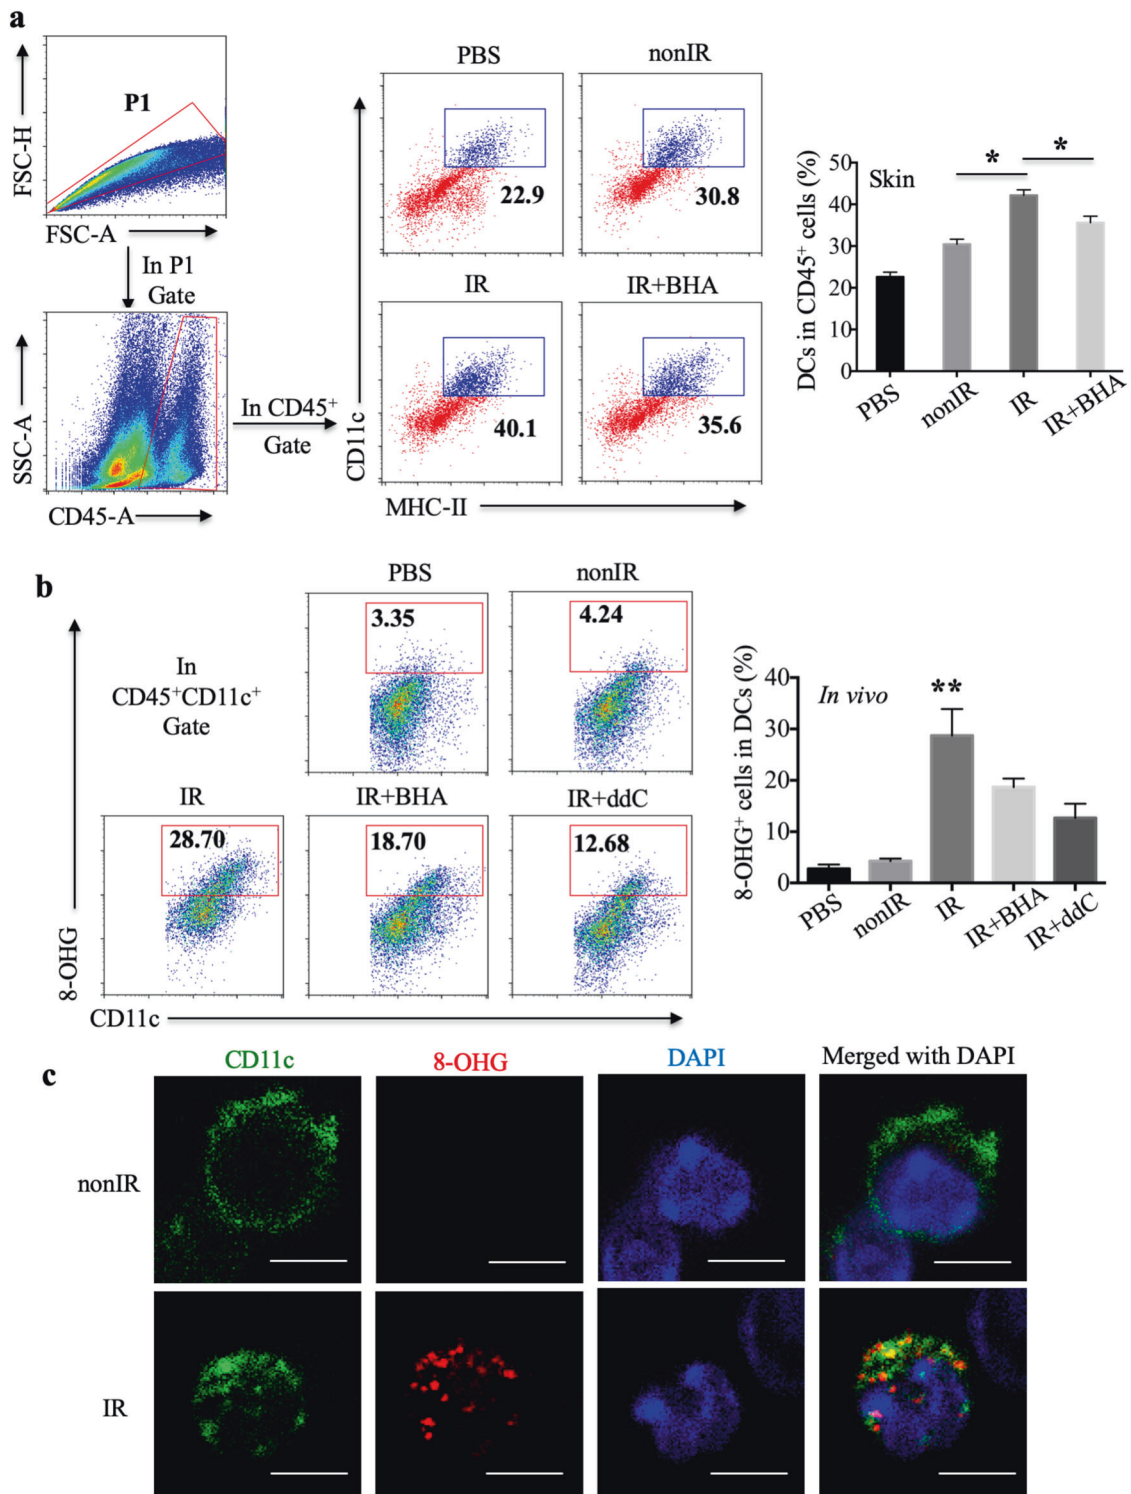 a
P1
FSC-H
FSC-A
In P1
Gate
SSC-A
CD45-A
In CD45⁺
Gate
PBS
nonIR
22.9
30.8
IR
IR+BHA
40.1
35.6
CD11c
MHC-II
DCs in CD45⁺ cells (%)
50
40
30
20
10
0
Skin
*
*
PBS
nonIR
IR
IR+BHA
b
PBS
nonIR
3.35
4.24
In
CD45⁺CD11c⁺
Gate
IR
IR+BHA
IR+ddC
28.70
18.70
12.68
8-OHG
CD11c
8-OHG⁺ cells in DCs (%)
40
30
20
10
0
In vivo
**
PBS
nonIR
IR
IR+BHA
IR+ddC
c
CD11c
8-OHG
DAPI
Merged with DAPI
nonIR
IR